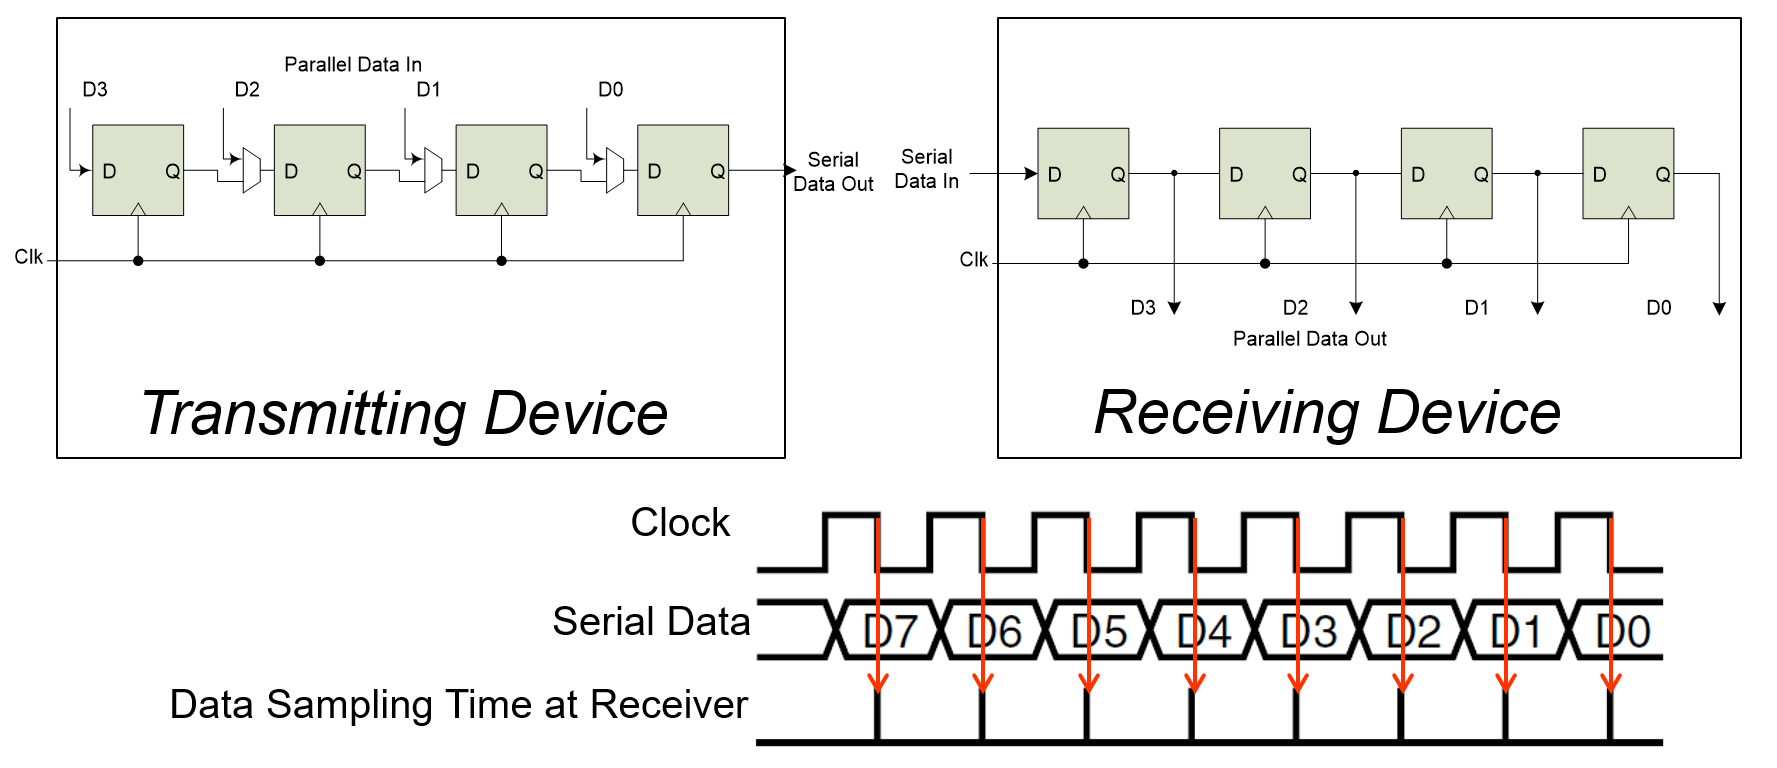 Parallel Data In
D3
D2
D1
D0
D Q
D Q
D Q
D Q
Serial
Data Out
Clk
Transmitting Device
Serial
Data In
D Q
D Q
D Q
D Q
Clk
D3
D2
D1
D0
Parallel Data Out
Receiving Device
Clock
Serial Data
D7 D6 D5 D4 D3 D2 D1 D0
Data Sampling Time at Receiver